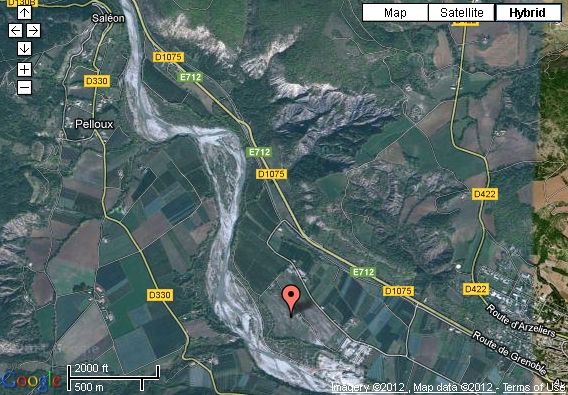 D1305
Map Satellite Hybrid
Saléon
D330
D1075
E712
Pelloux
E712
D1075
D422
E712
D330
D1075
D422
Route d'Arzeliers
Route de Grenoble
2000 ft
500 m
Google
Imagery ©2012 , Map data ©2012 - Terms of Use